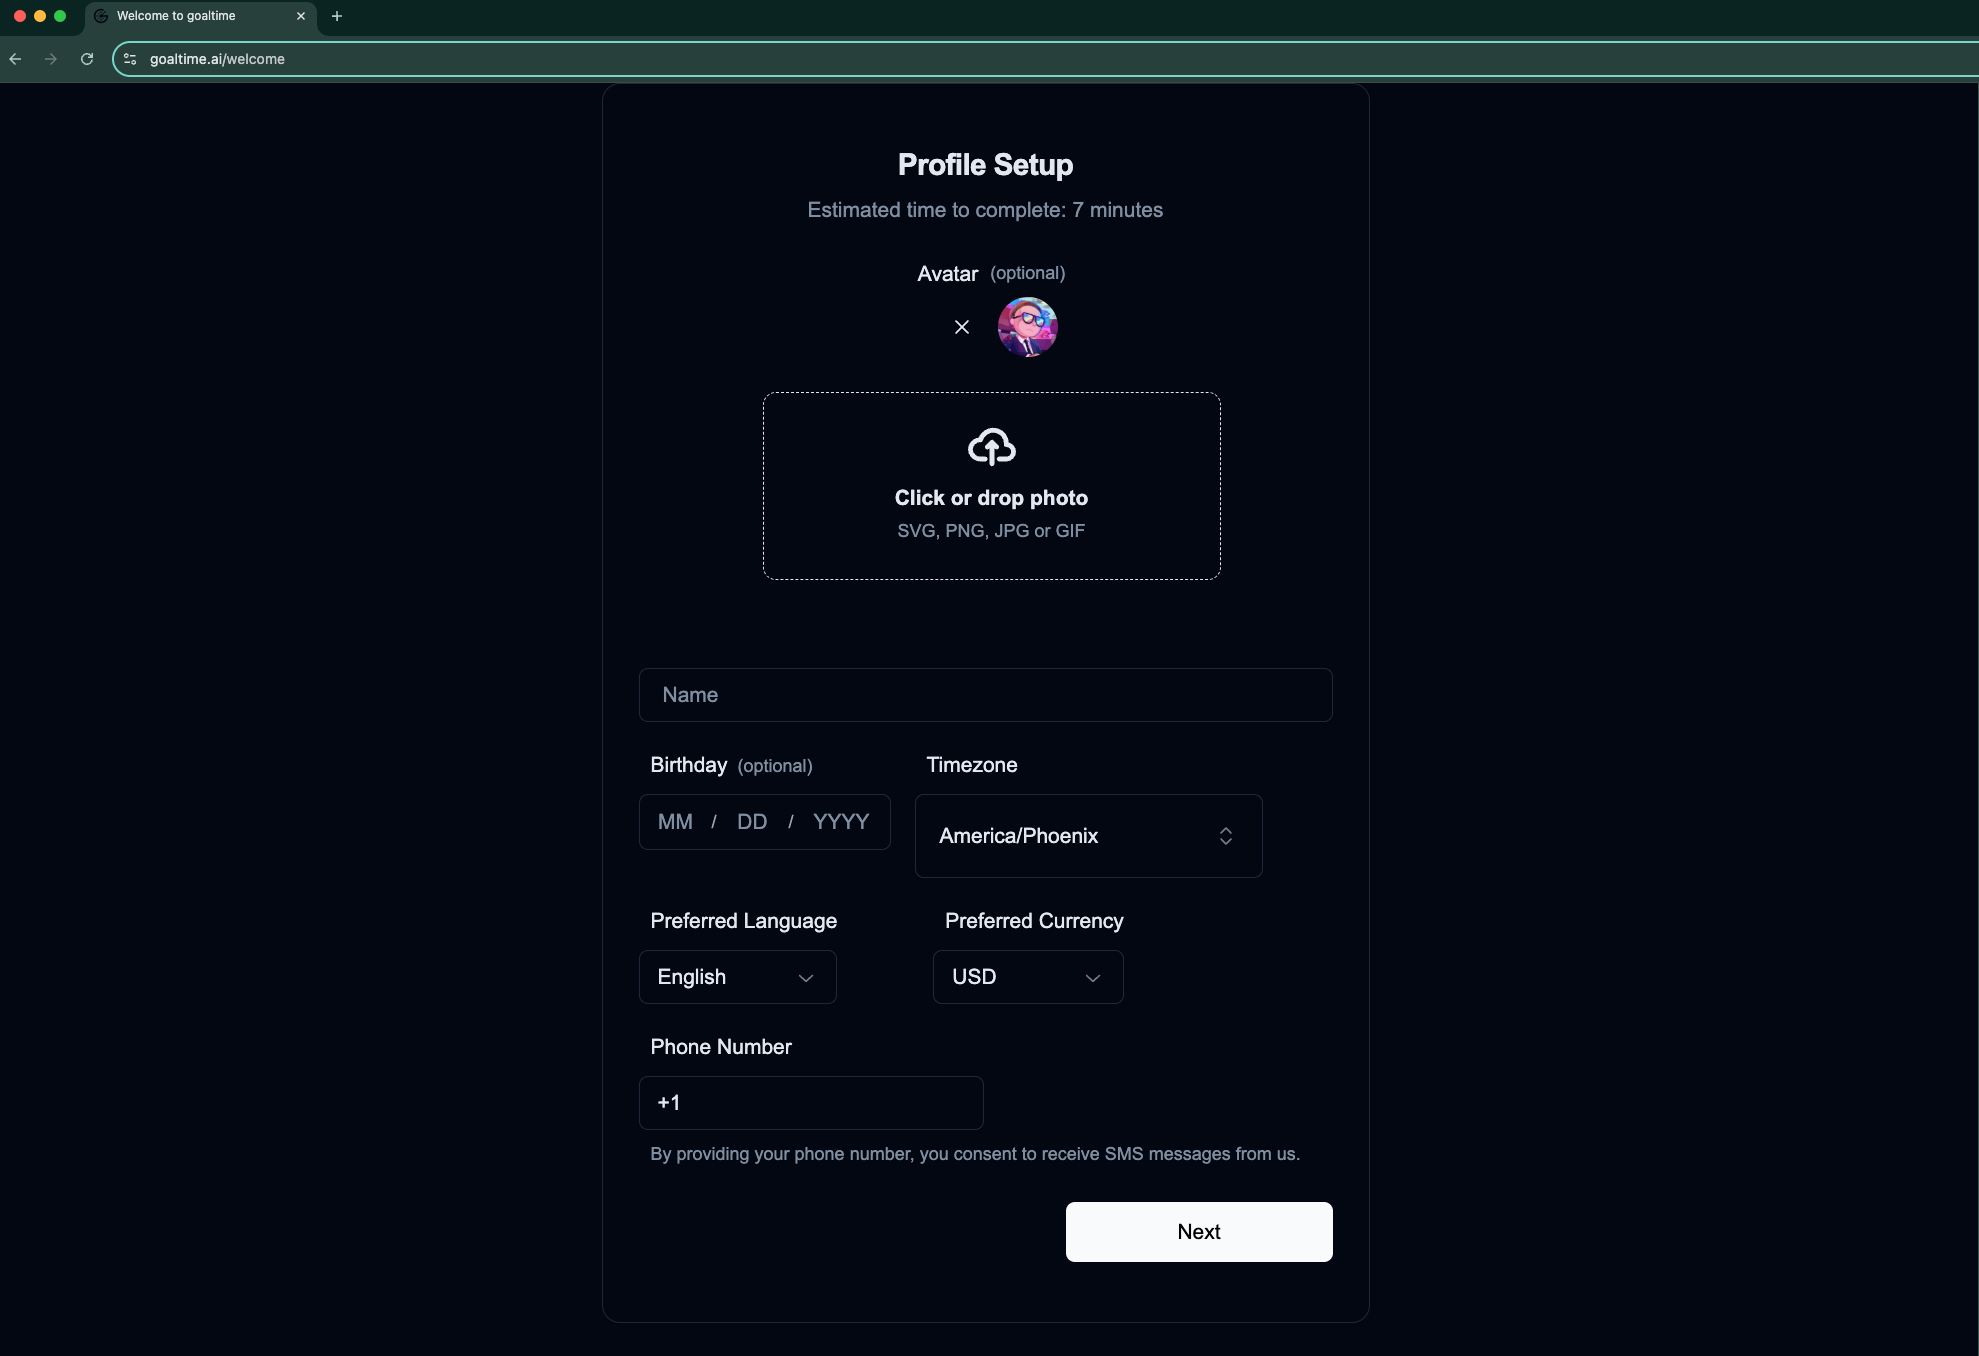 Welcome to goaltime
goaltime.ai/welcome
Profile Setup
Estimated time to complete: 7 minutes
Avatar (optional)
Click or drop photo
SVG, PNG, JPG or GIF
Name
Birthday (optional)
Timezone
MM / DD / YYYY
America/Phoenix
Preferred Language
Preferred Currency
English
USD
Phone Number
+1
By providing your phone number, you consent to receive SMS messages from us.
Next